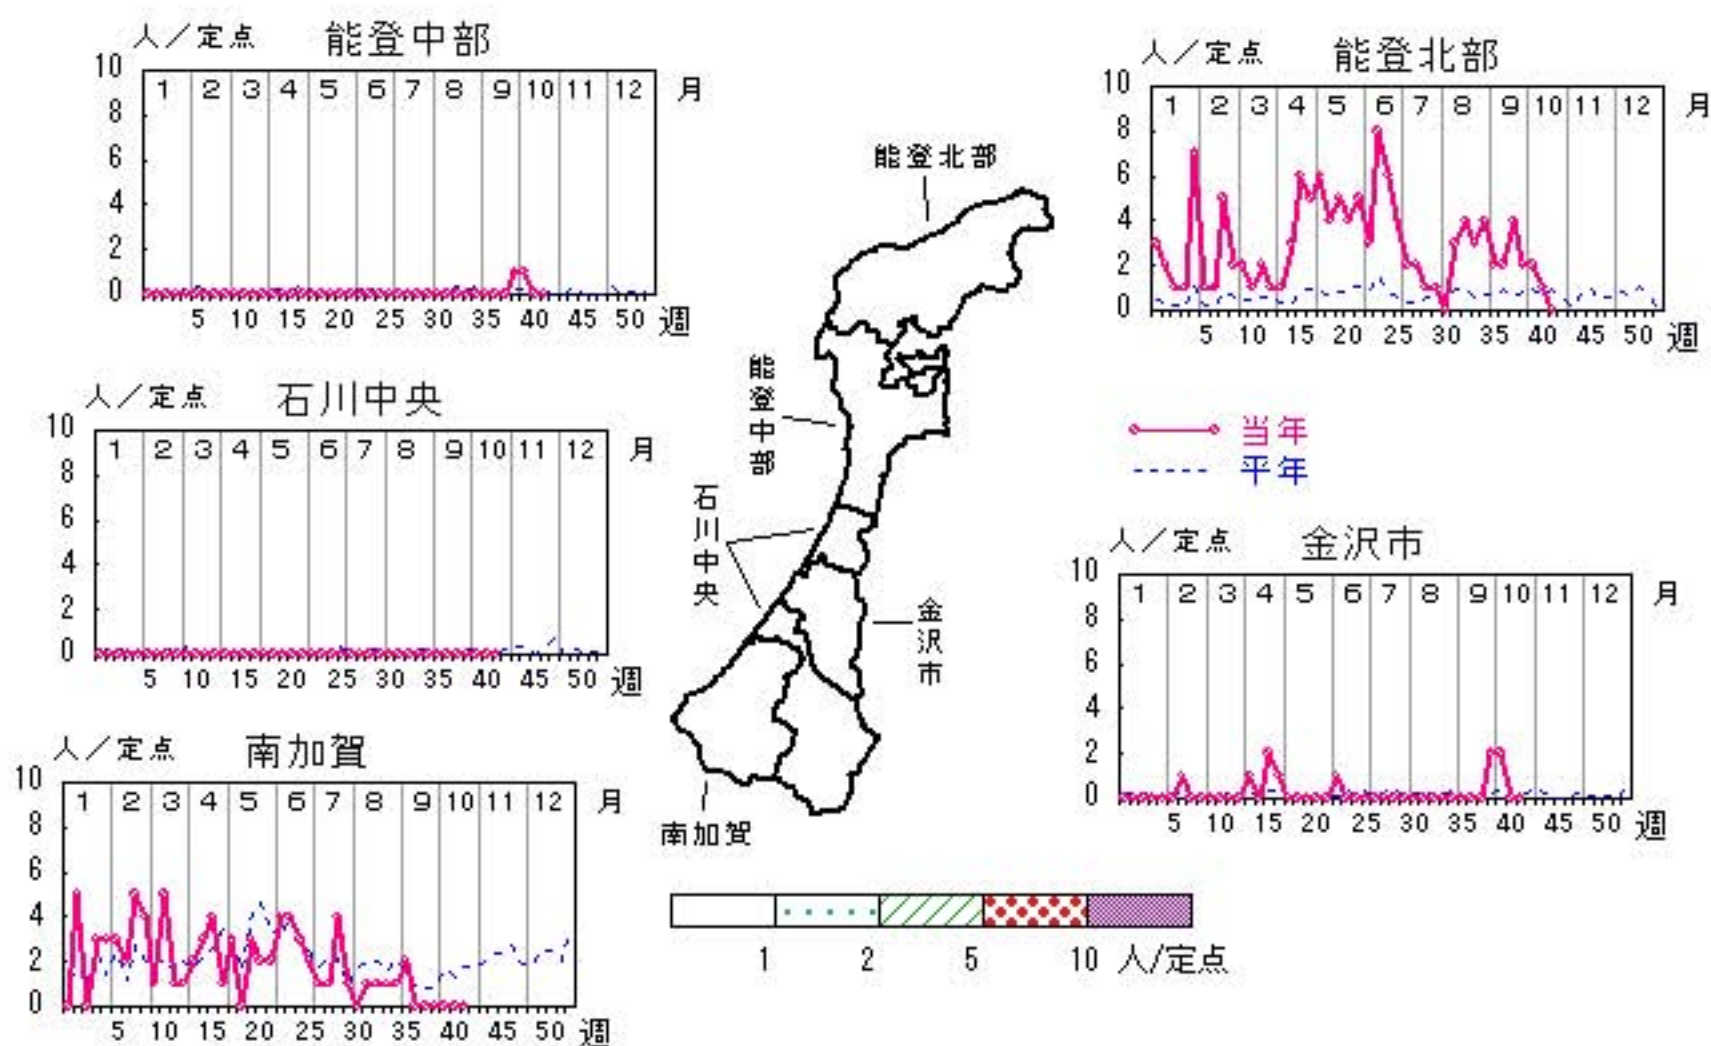 人／定点 能登中部
10 8 6 4 2 0
1 2 3 4 5 6 7 8 9 10 11 12 月
5 10 15 20 25 30 35 40 45 50 週
人／定点 能登北部
10 8 6 4 2 0
1 2 3 4 5 6 7 8 9 10 11 12 月
5 10 15 20 25 30 35 40 45 50 週
人／定点 石川中央
10 8 6 4 2 0
1 2 3 4 5 6 7 8 9 10 11 12 月
5 10 15 20 25 30 35 40 45 50 週
当年
平年
人／定点 金沢市
10 8 6 4 2 0
1 2 3 4 5 6 7 8 9 10 11 12 月
5 10 15 20 25 30 35 40 45 50 週
人／定点 南加賀
10 8 6 4 2 0
1 2 3 4 5 6 7 8 9 10 11 12 月
5 10 15 20 25 30 35 40 45 50 週
能登北部
能登中部
石川中央
金沢市
南加賀
1 2 5 10 人/定点